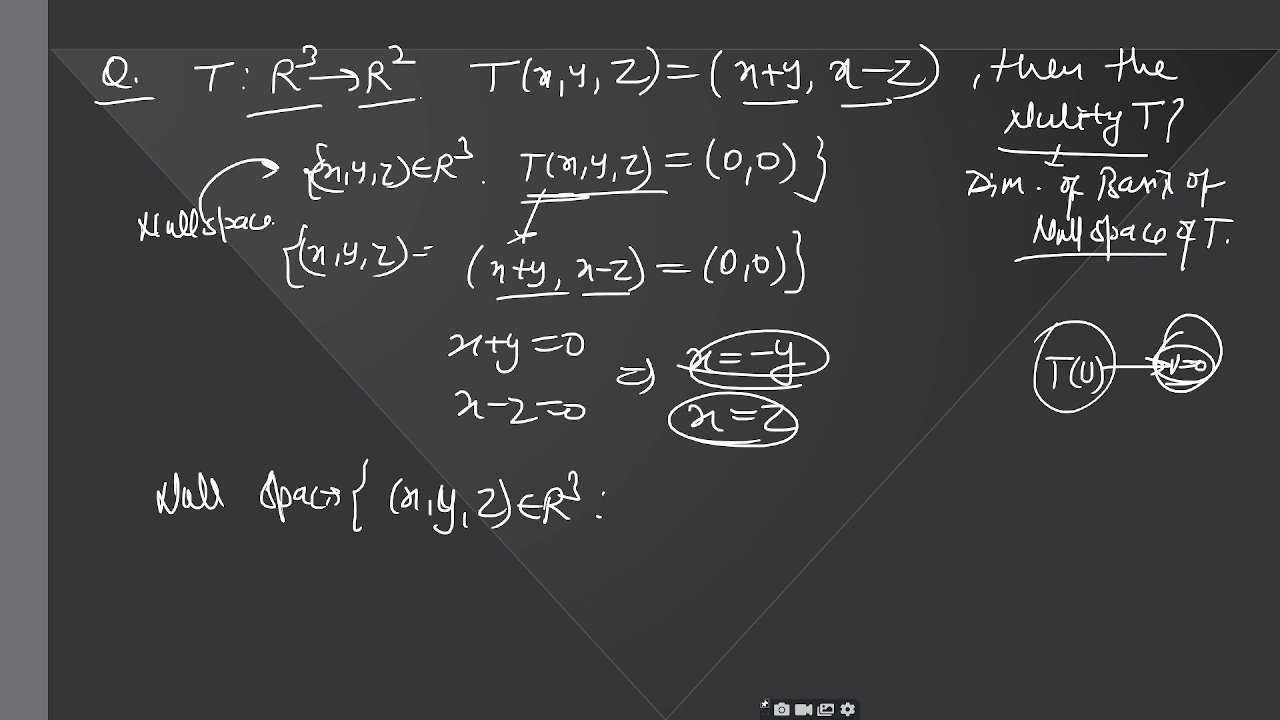 Q. T: R³→R² T(x,y,z)=(x+y, x-z), then the
Nullity T?
{(x,y,z)∈R³. T(x,y,z)=(0,0)}
Dim. of Basis of
Null space of T.
Null space.
{(x,y,z)= (x+y, x-z)=(0,0)}
x+y=0
x-z=0
⇒ x=-y
x=z
T(U) → v=0
Null Space→{(x,y,z)∈R³: